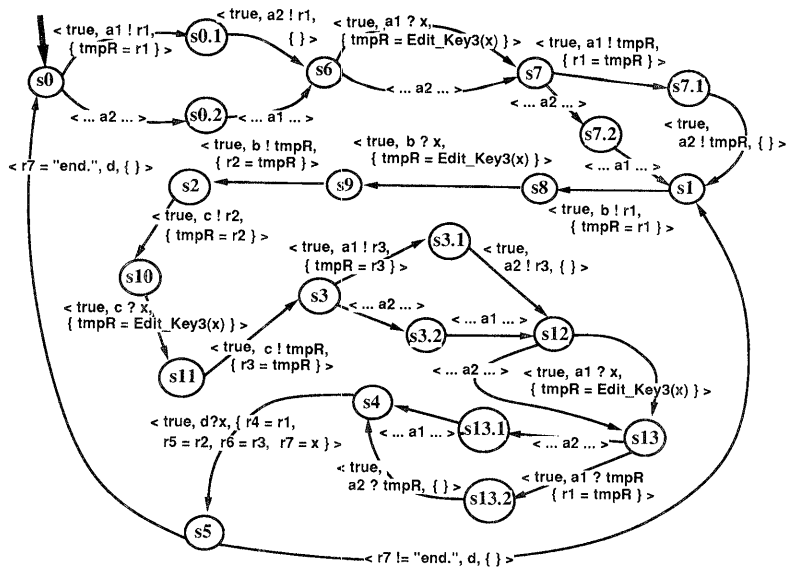 < true, a1 ! r1,
{ tmpR = r1 } >
s0.1
< true, a2 ! r1,
{ } >
< true, a1 ? x,
{ tmpR = Edit_Key3(x) } >
< true, a1 ! tmpR,
{ r1 = tmpR } >
s0
s6
s7
s7.1
< ... a2 ... >
< ... a2 ... >
< ... a2 ... >
s0.2
< ... a1 ... >
s7.2
< true,
a2 ! tmpR, { } >
< ... a1 ... >
< r7 = "end.", d, { } >
< true, b ! tmpR,
{ r2 = tmpR } >
< true, b ? x,
{ tmpR = Edit_Key3(x) } >
s2
s9
s8
s1
< true, b ! r1,
{ tmpR = r1 } >
< true, c ! r2,
{ tmpR = r2 } >
s10
< true, a1 ! r3,
{ tmpR = r3 } >
s3.1
< true,
a2 ! r3, { } >
< true, c ? x,
{ tmpR = Edit_Key3(x) } >
s3
< ... a2 ... >
s3.2
< ... a1 ... >
s12
s11
< true, c ! tmpR,
{ r3 = tmpR } >
< ... a2 ... >
< true, a1 ? x,
{ tmpR = Edit_Key3(x) } >
s4
< true, d?x, { r4 = r1,
r5 = r2, r6 = r3, r7 = x } >
< ... a1 ... >
s13.1
< ... a2 ... >
s13
< true,
a2 ? tmpR, { } >
s13.2
< true, a1 ? tmpR
{ r1 = tmpR } >
s5
< r7 != "end.", d, { } >